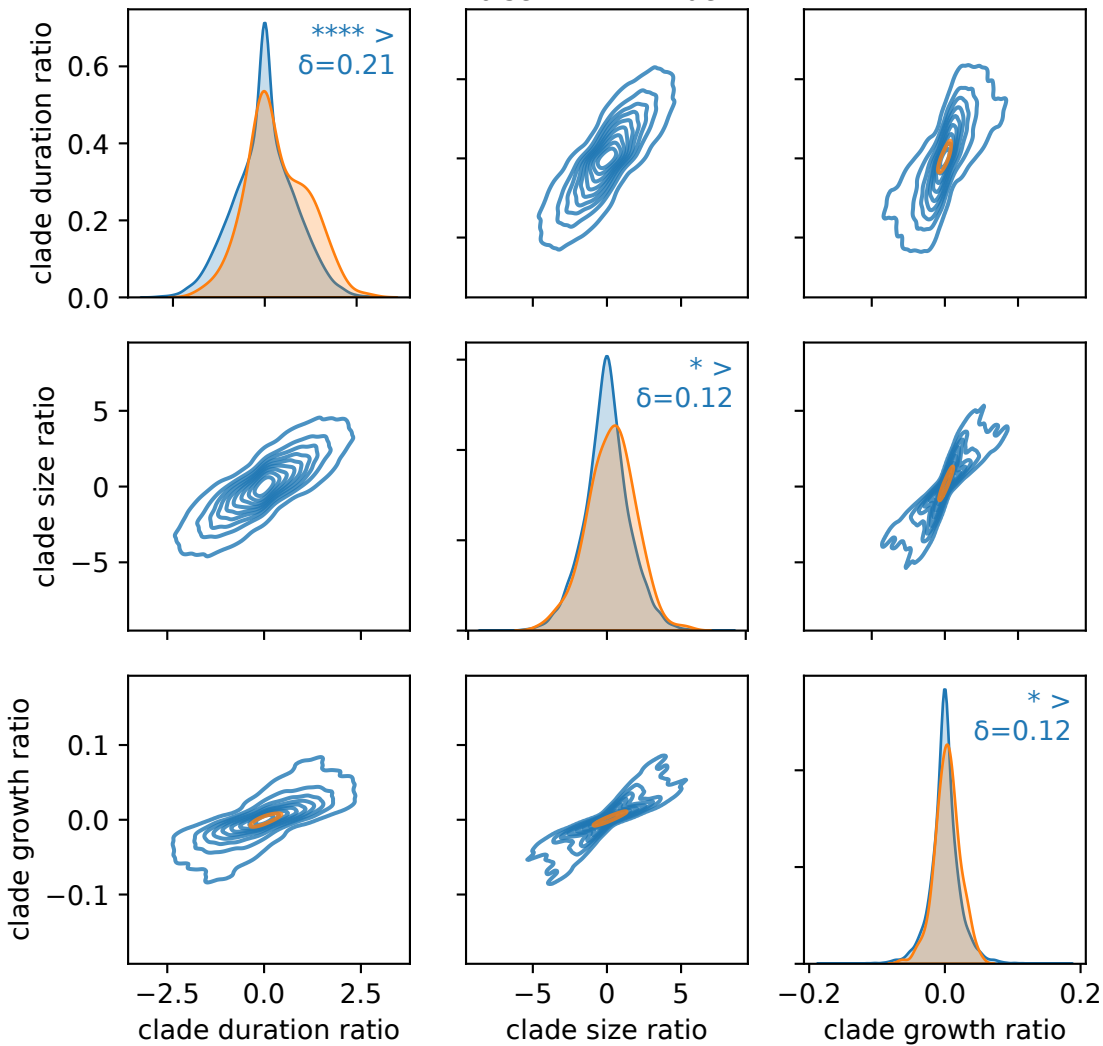 clade duration ratio
0.6
0.4
0.2
0.0
**** >
δ=0.21
clade size ratio
5
0
−5
* >
δ=0.12
clade growth ratio
0.1
0.0
−0.1
* >
δ=0.12
−2.5 0.0 2.5
−5 0 5
−0.2 0.0 0.2
clade duration ratio
clade size ratio
clade growth ratio